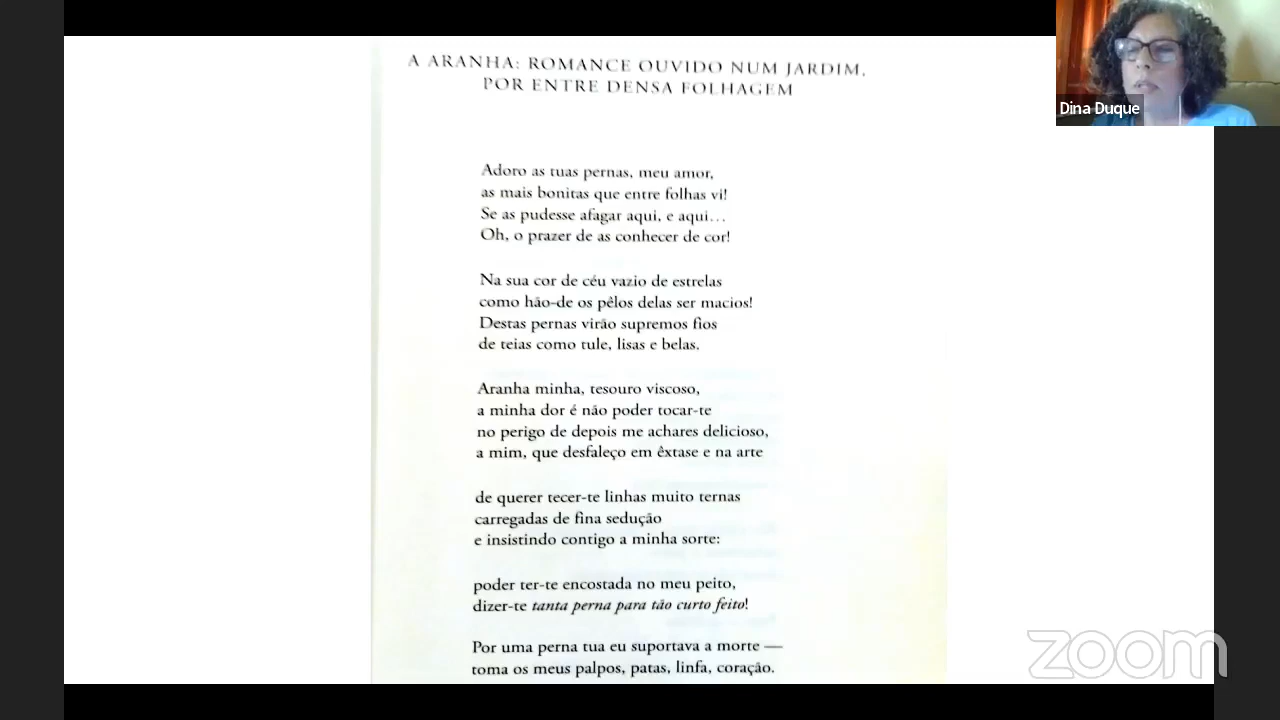 A ARANHA: ROMANCE OUVIDO NUM JARDIM,
POR ENTRE DENSA FOLHAGEM
Adoro as tuas pernas, meu amor,
as mais bonitas que entre folhas vi!
Se as pudesse afagar aqui, e aqui…
Oh, o prazer de as conhecer de cor!
Na sua cor de céu vazio de estrelas
como hão-de os pêlos delas ser macios!
Destas pernas virão supremos fios
de teias como tule, lisas e belas.
Aranha minha, tesouro viscoso,
a minha dor é não poder tocar-te
no perigo de depois me achares delicioso,
a mim, que desfaleço em êxtase e na arte
de querer tecer-te linhas muito ternas
carregadas de fina sedução
e insistindo contigo a minha sorte:
poder ter-te encostada no meu peito,
dizer-te tanta perna para tão curto feito!
Por uma perna tua eu suportava a morte —
toma os meus palpos, patas, linfa, coração.
Dina Duque
zoom